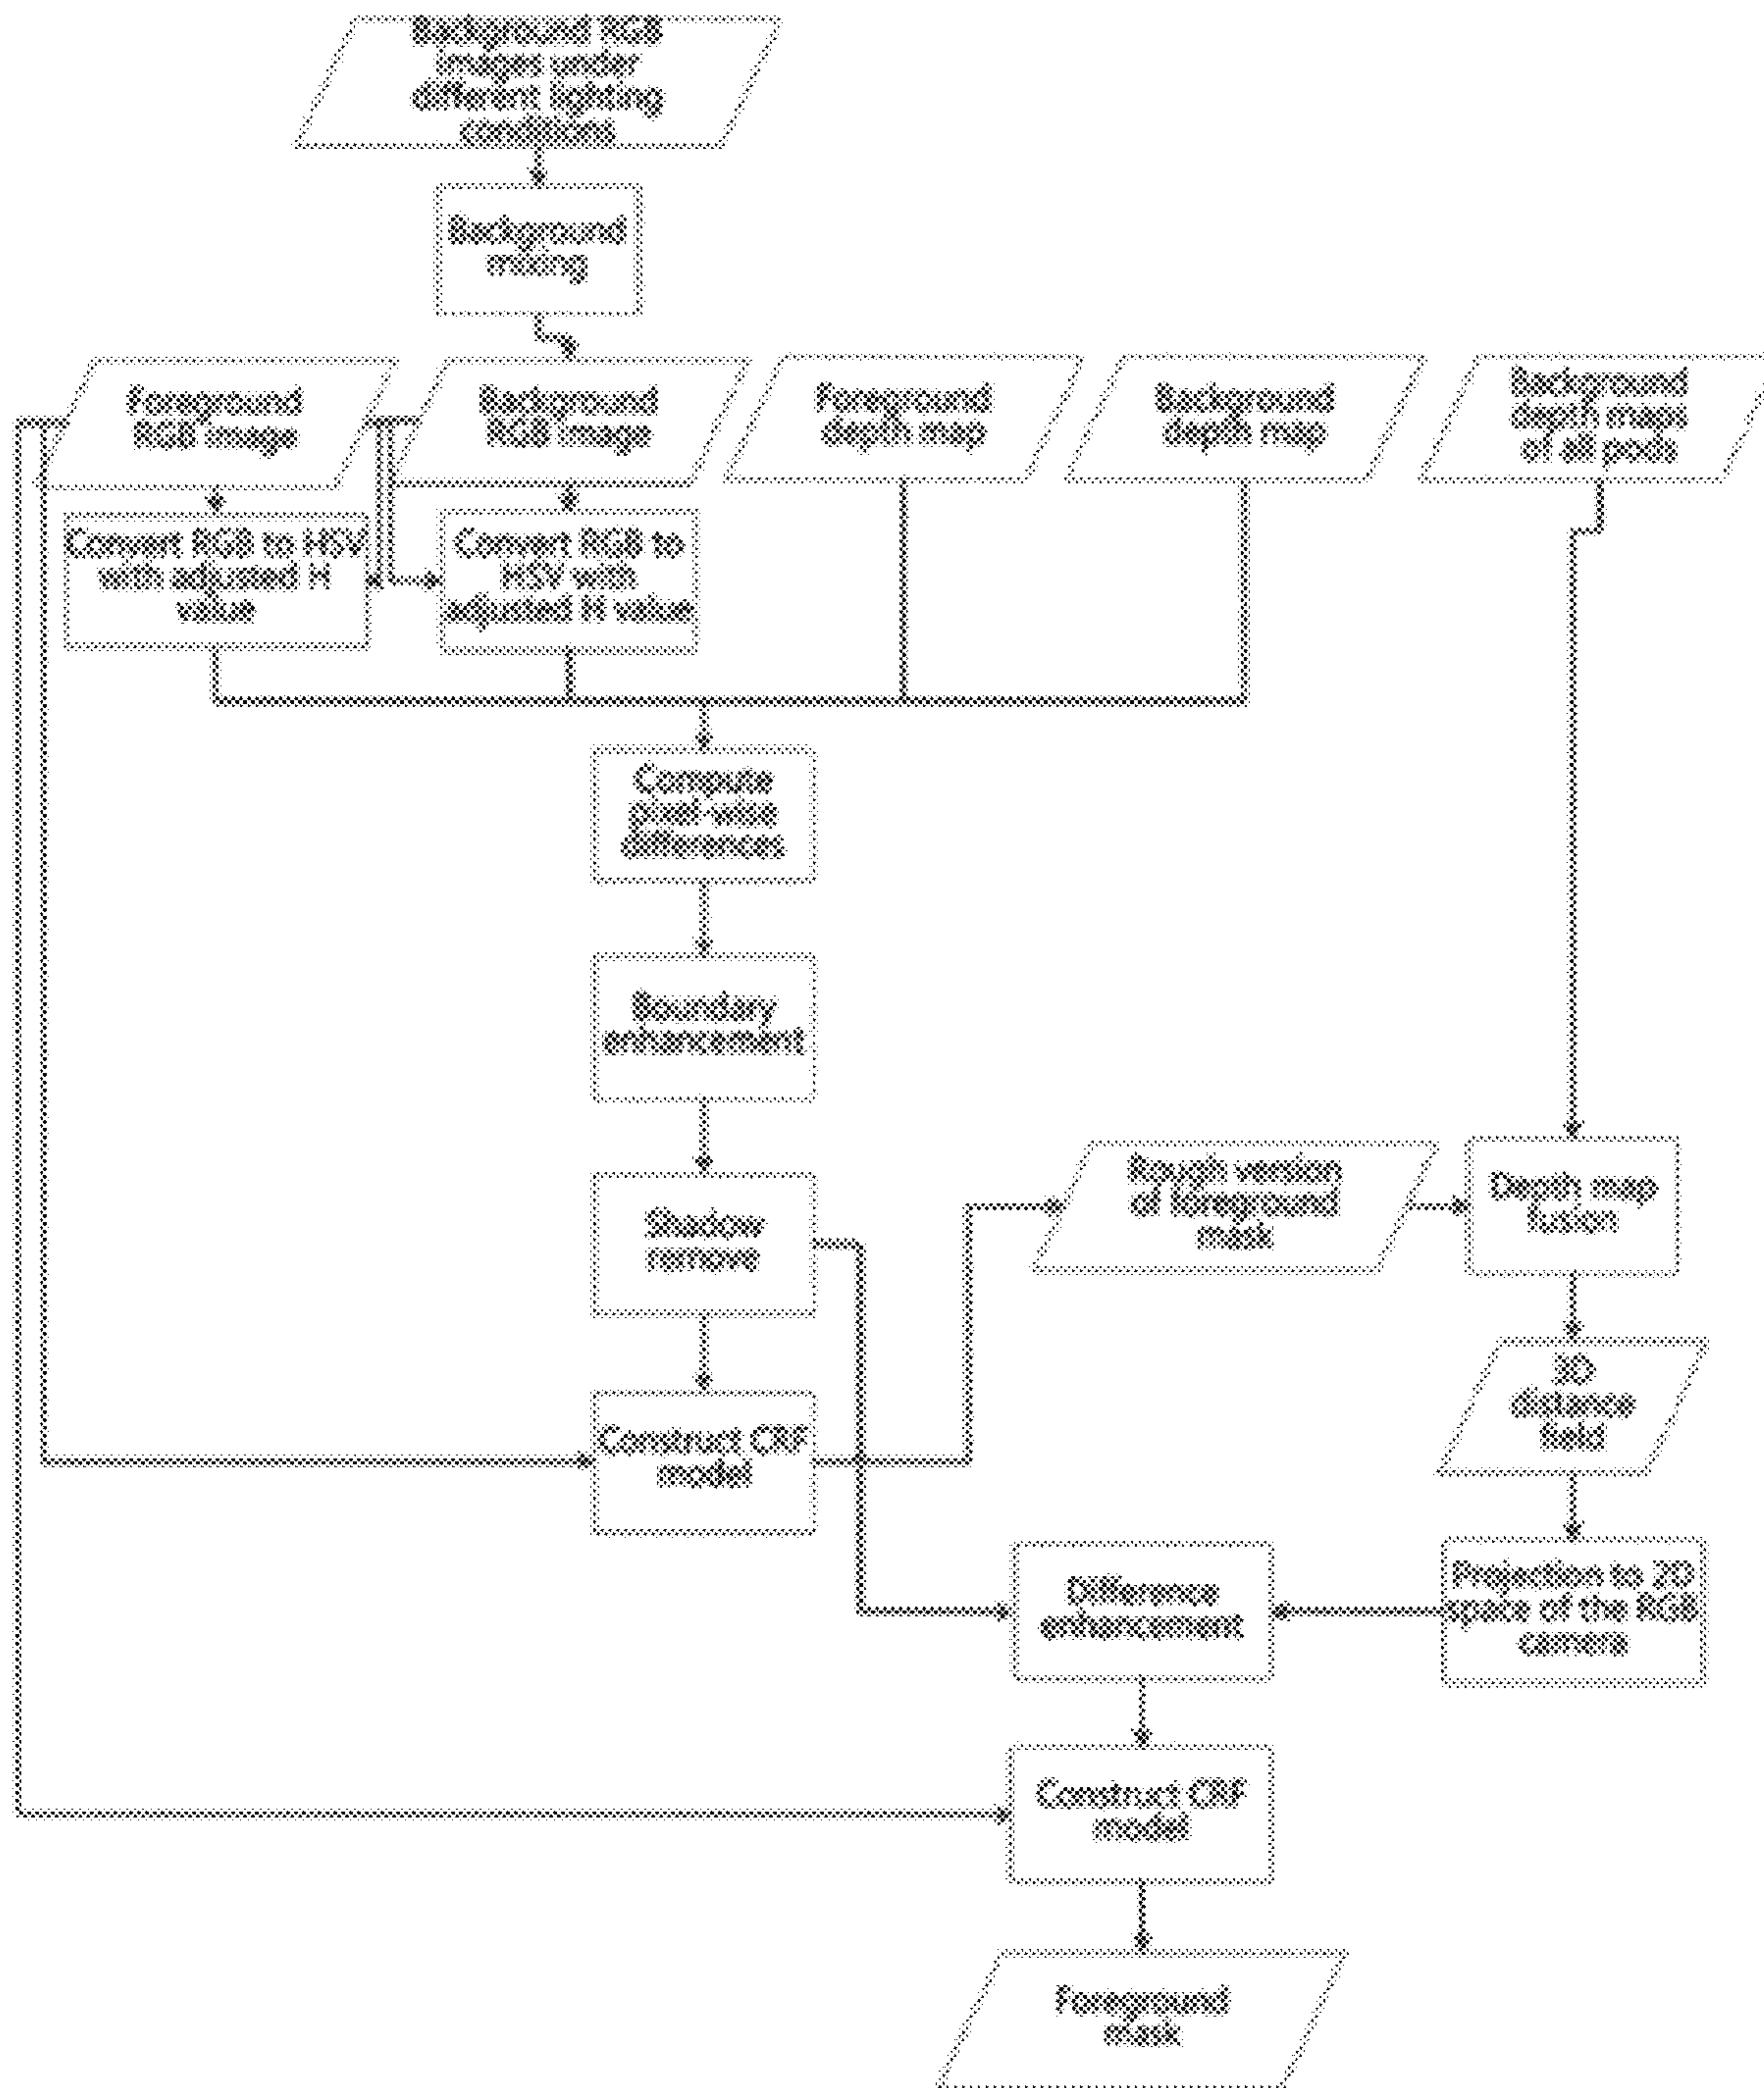 Background RGB
images under
different lighting
conditions
Background
mixing
Foreground
RGB image
Background
RGB image
Foreground
depth map
Background
depth map
Background
depth maps
of all pods
Convert RGB to HSV
with adjusted H
value
Convert RGB to
HSV with
adjusted H value
Compute
pixel-wise
differences
Boundary
enhancement
Shadow
remove
Rough version
of foreground
mask
Depth map
fusion
3D
distance
field
Construct CRF
model
Difference
enhancement
Projection to 2D
space of the RGB
camera
Construct CRF
model
Foreground
mask